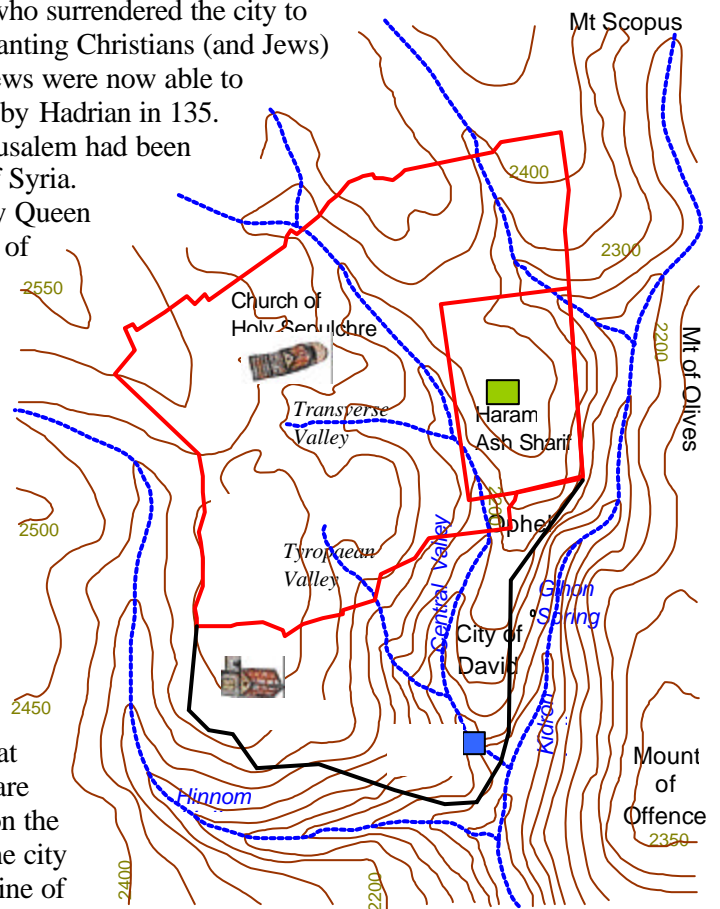 who surrendered the city to
anting Christians (and Jews)
ews were now able to
by Hadrian in 135.
usalem had been
f Syria.
y Queen
of
Mt Scopus
2400
2300
2550
Church of
Holy Sepulchre
2200
Mt of Olives
Transverse
Valley
Haram
Ash Sharif
2200
Ophel
2500
Tyropaean
Valley
Central Valley
Gihon
Spring
City of
David
2450
Kidron
at
are
on the
he city
line of
Hinnom
Mount
of
Offence
2350
2400
2200